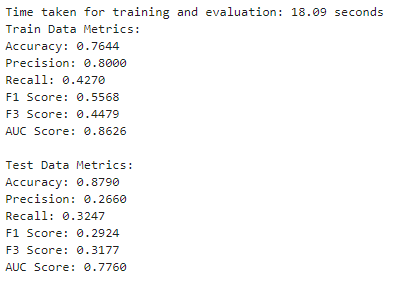 Time taken for training and evaluation: 18.09 seconds
Train Data Metrics:
Accuracy: 0.7644
Precision: 0.8000
Recall: 0.4270
F1 Score: 0.5568
F3 Score: 0.4479
AUC Score: 0.8626
Test Data Metrics:
Accuracy: 0.8790
Precision: 0.2660
Recall: 0.3247
F1 Score: 0.2924
F3 Score: 0.3177
AUC Score: 0.7760